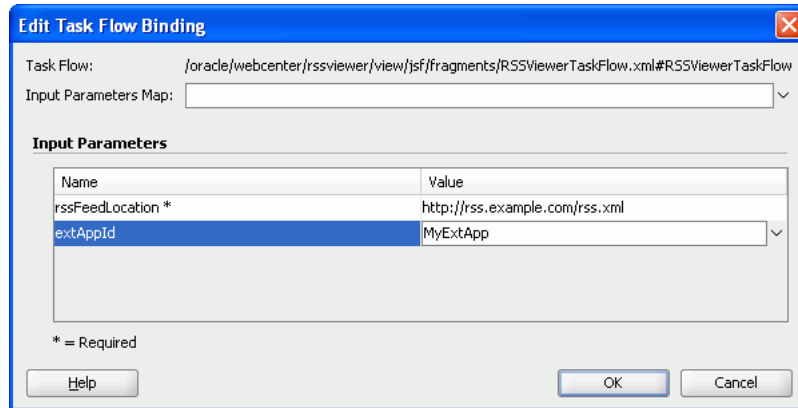 Edit Task Flow Binding
Task Flow: /oracle/webcenter/rssviewer/view/jsf/fragments/RSSViewerTaskFlow.xml#RSSViewerTaskFlow
Input Parameters Map:
Input Parameters
Name Value
rssFeedLocation * http://rss.example.com/rss.xml
extAppId MyExtApp
* = Required
Help OK Cancel